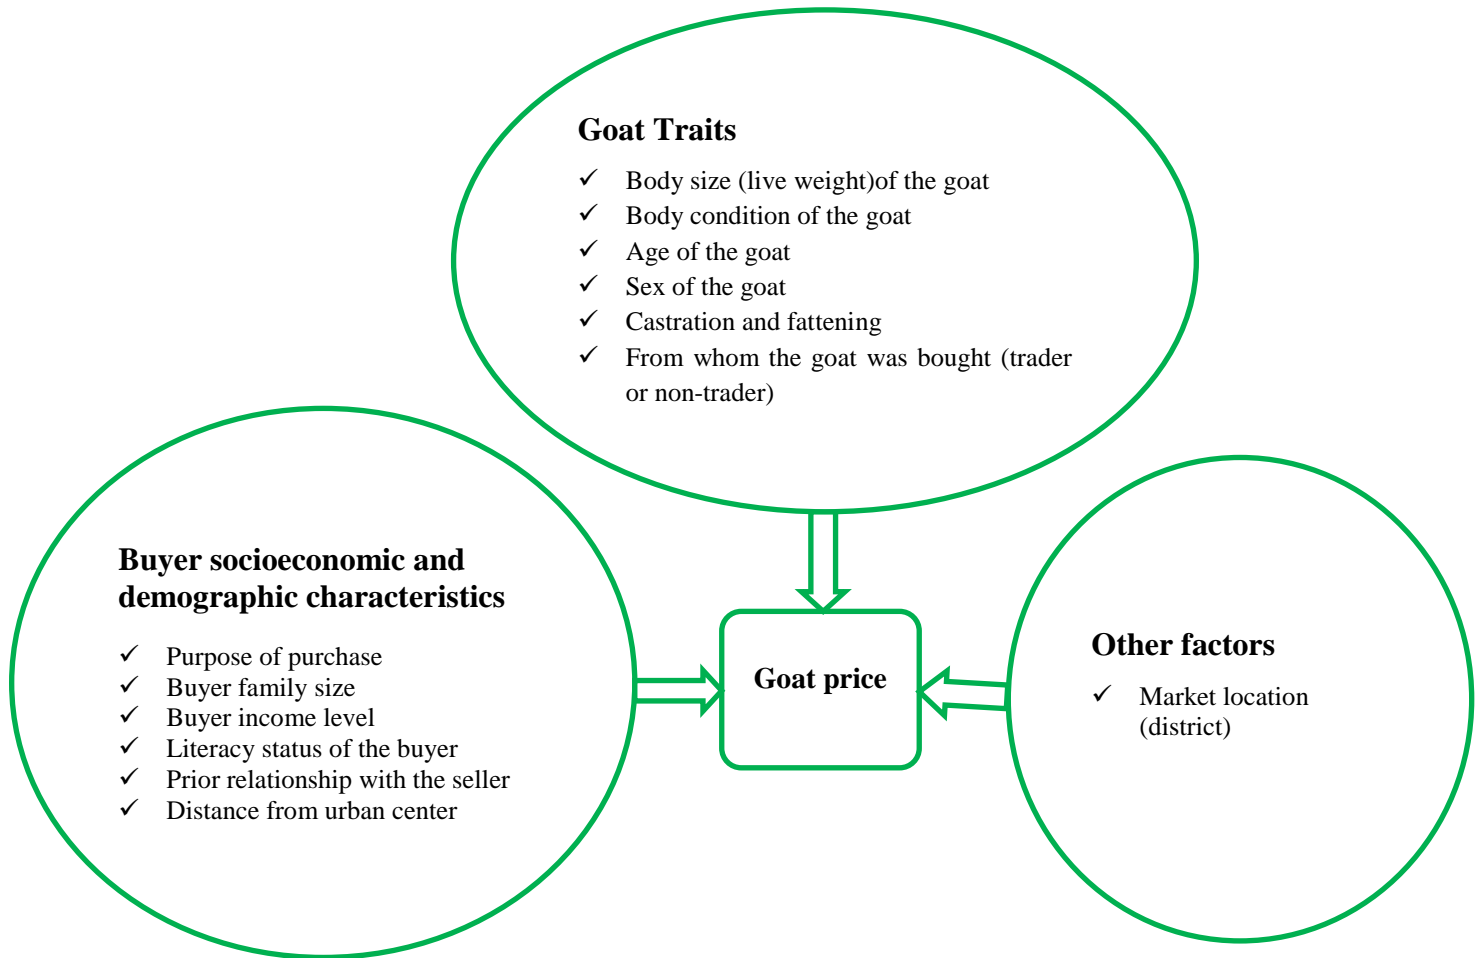 Goat Traits
✓ Body size (live weight)of the goat
✓ Body condition of the goat
✓ Age of the goat
✓ Sex of the goat
✓ Castration and fattening
✓ From whom the goat was bought (trader
or non-trader)
Buyer socioeconomic and
demographic characteristics
✓ Purpose of purchase
✓ Buyer family size
✓ Buyer income level
✓ Literacy status of the buyer
✓ Prior relationship with the seller
✓ Distance from urban center
Goat price
Other factors
✓ Market location
(district)